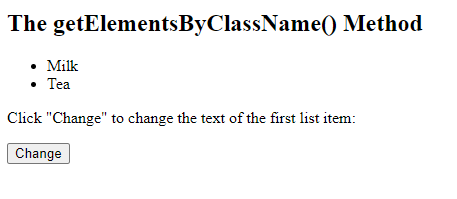 The getElementsByClassName() Method
Milk
Tea
Click "Change" to change the text of the first list item:
Change